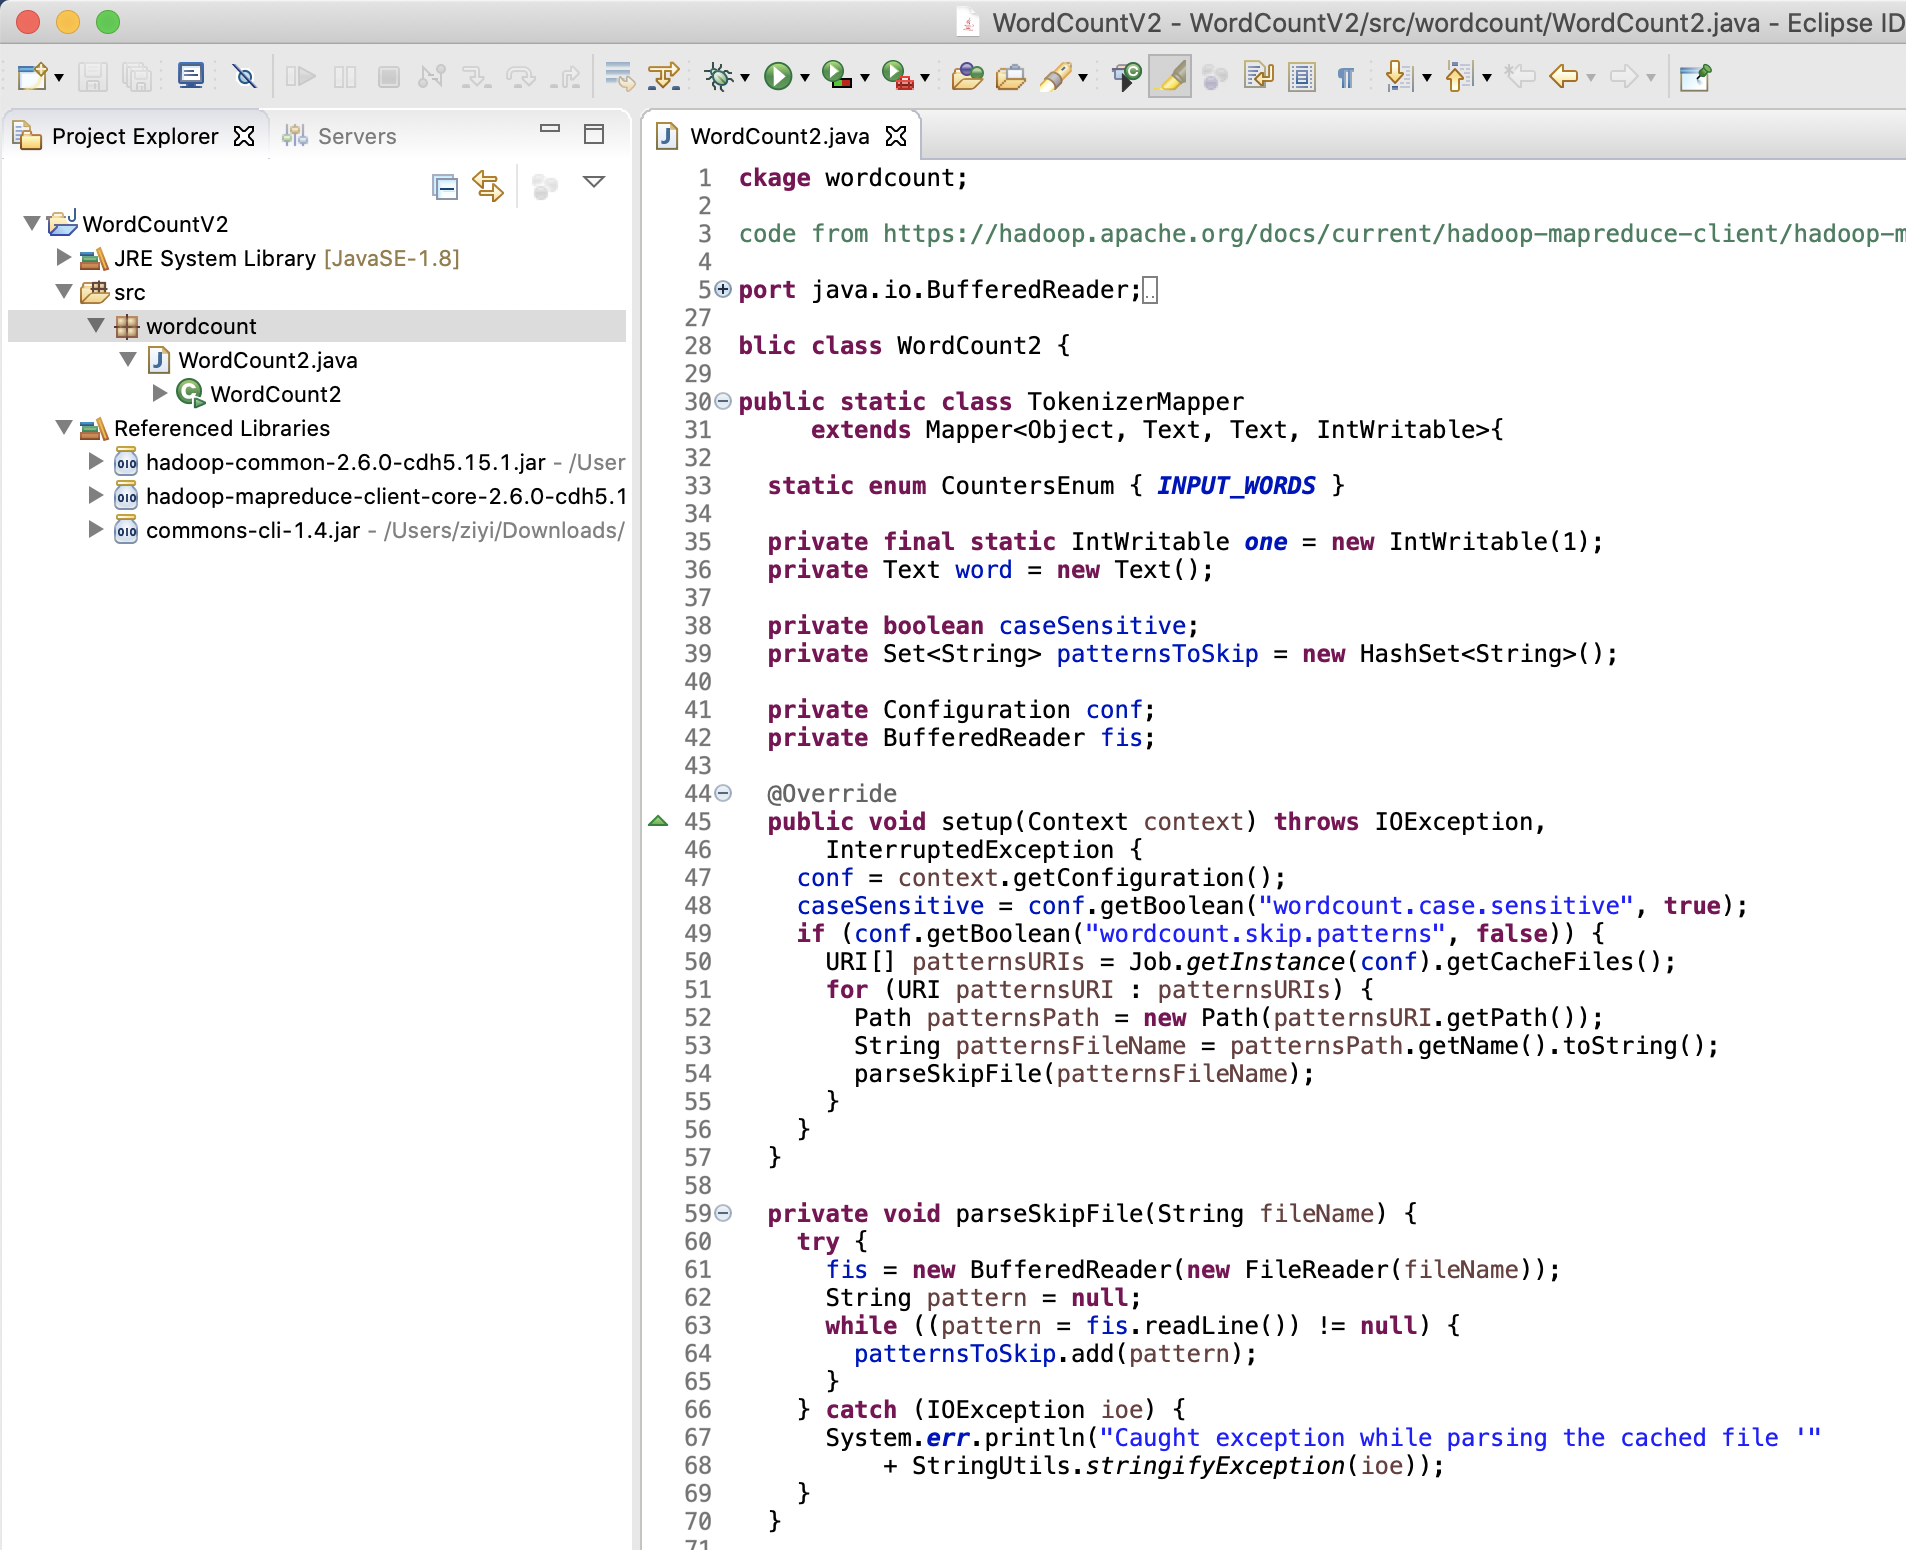 WordCountV2 - WordCountV2/src/wordcount/WordCount2.java - Eclipse ID
Project Explorer
Servers
WordCountV2
JRE System Library [JavaSE-1.8]
src
wordcount
WordCount2.java
WordCount2
Referenced Libraries
hadoop-common-2.6.0-cdh5.15.1.jar - /User
hadoop-mapreduce-client-core-2.6.0-cdh5.1
commons-cli-1.4.jar - /Users/ziyi/Downloads/
WordCount2.java
1 ckage wordcount;
2
3 code from https://hadoop.apache.org/docs/current/hadoop-mapreduce-client/hadoop-m
4
5 port java.io.BufferedReader;
27
28 blic class WordCount2 {
29
30 public static class TokenizerMapper
31 extends Mapper<Object, Text, Text, IntWritable>{
32
33 static enum CountersEnum { INPUT_WORDS }
34
35 private final static IntWritable one = new IntWritable(1);
36 private Text word = new Text();
37
38 private boolean caseSensitive;
39 private Set<String> patternsToSkip = new HashSet<String>();
40
41 private Configuration conf;
42 private BufferedReader fis;
43
44 @Override
45 public void setup(Context context) throws IOException,
46 InterruptedException {
47 conf = context.getConfiguration();
48 caseSensitive = conf.getBoolean("wordcount.case.sensitive", true);
49 if (conf.getBoolean("wordcount.skip.patterns", false)) {
50 URI[] patternsURIs = Job.getInstance(conf).getCacheFiles();
51 for (URI patternsURI : patternsURIs) {
52 Path patternsPath = new Path(patternsURI.getPath());
53 String patternsFileName = patternsPath.getName().toString();
54 parseSkipFile(patternsFileName);
55 }
56 }
57 }
58
59 private void parseSkipFile(String fileName) {
60 try {
61 fis = new BufferedReader(new FileReader(fileName));
62 String pattern = null;
63 while ((pattern = fis.readLine()) != null) {
64 patternsToSkip.add(pattern);
65 }
66 } catch (IOException ioe) {
67 System.err.println("Caught exception while parsing the cached file '"
68 + StringUtils.stringifyException(ioe));
69 }
70 }
71